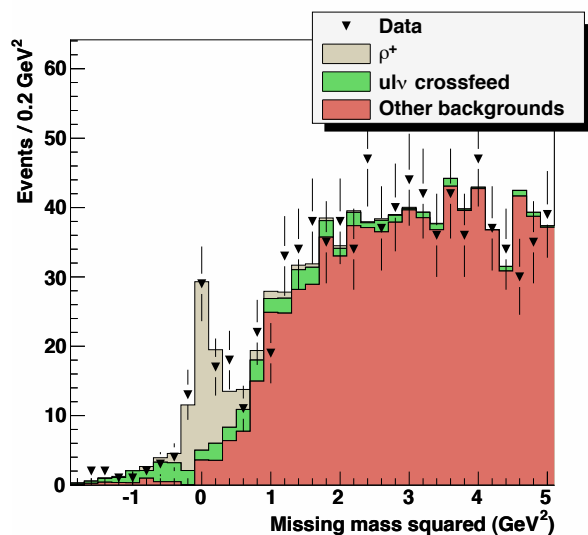 Data
ρ⁺
ulν crossfeed
Other backgrounds
Events / 0.2 GeV²
60
50
40
30
20
10
0
-1 0 1 2 3 4 5
Missing mass squared (GeV²)